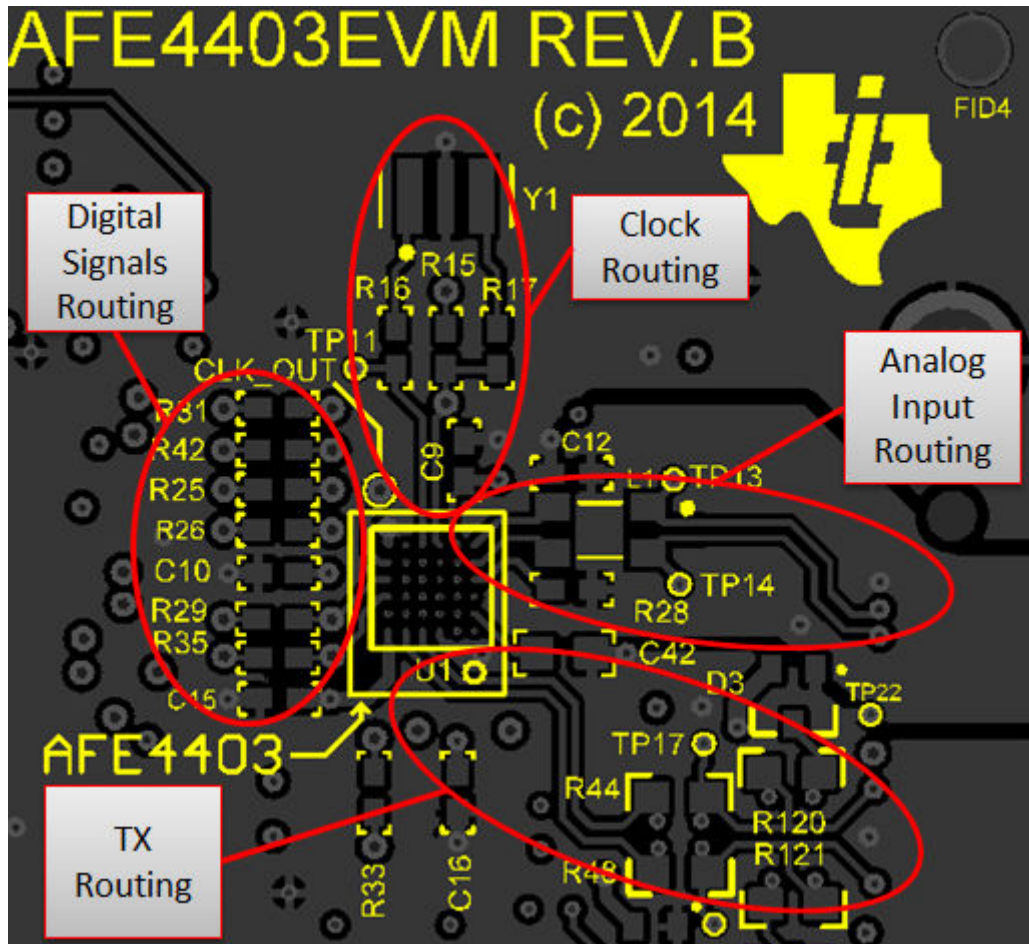 AFE4403EVM REV.B
(c) 2014
FID4
Digital
Signals
Routing
Clock
Routing
Analog
Input
Routing
TX
Routing
Y1
R15
R16
R17
TP11
CLK_OUT
R31
R42
R25
R26
C10
R29
R35
C15
C9
C12
L1
TP13
TP14
R28
C42
U1
D3
TP22
TP17
AFE4403
R44
R120
R121
R48
R33
C16